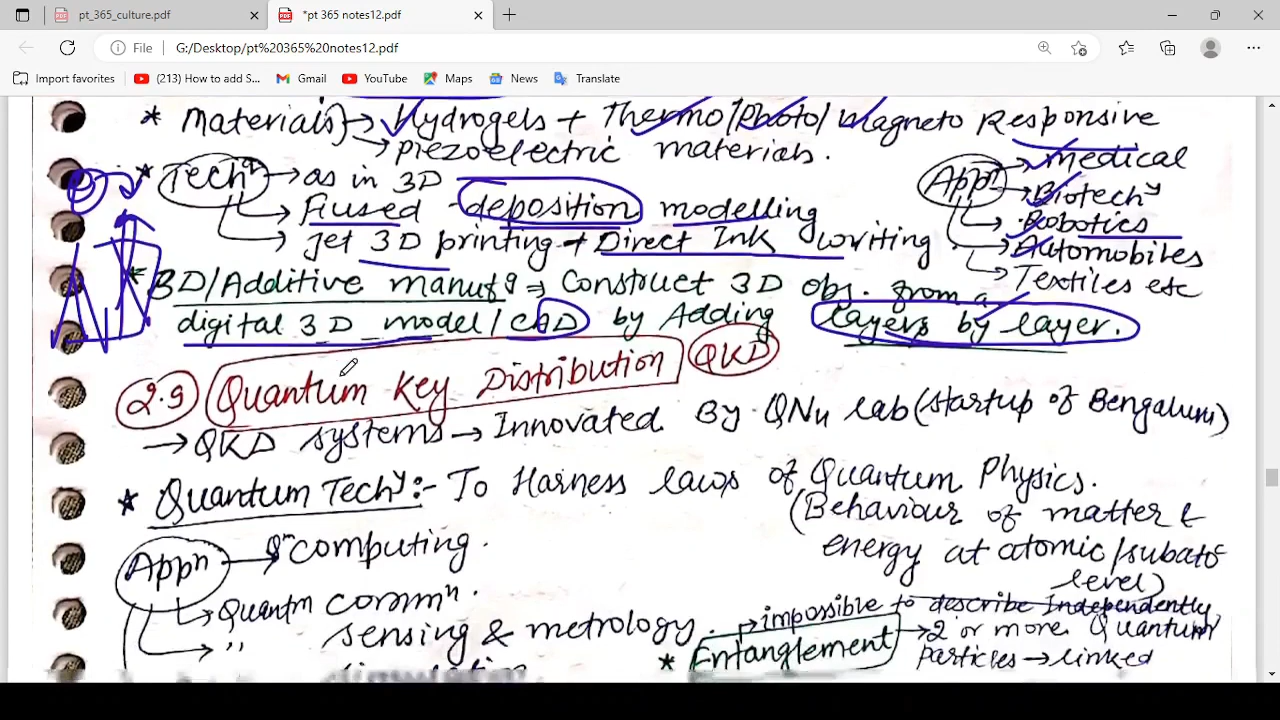 pt_365_culture.pdf
*pt 365 notes12.pdf
File G:/Desktop/pt%20365%20notes12.pdf
Import favorites (213) How to add S... Gmail YouTube Maps News Translate
* Materials → Hydrogels + Thermo/Photo/Magneto Responsive
→ piezoelectric materials.
* Techn → as in 3D
→ Fused deposition modelling
→ Jet 3D printing + Direct Ink writing.
Appn → Medical
→ Biotechy
→ Robotics
→ Automobiles
→ Textiles etc
* 3D/Additive manufg ⇒ Construct 3D obj. from a
digital 3D model/CAD by Adding layers by layer.
2.9 Quantum Key Distribution QKD
→ QKD systems → Innovated By QNu lab (startup of Bengaluru)
* Quantum Techy :- To Harness laws of Quantum Physics.
(Behaviour of matter &
energy at atomic/subatoc
level)
Appn → Qm computing.
→ Quantm commn.
→ ,, sensing & metrology.
* Entanglement → impossible to describe Independently
→ 2 or more Quantum
particles → linked